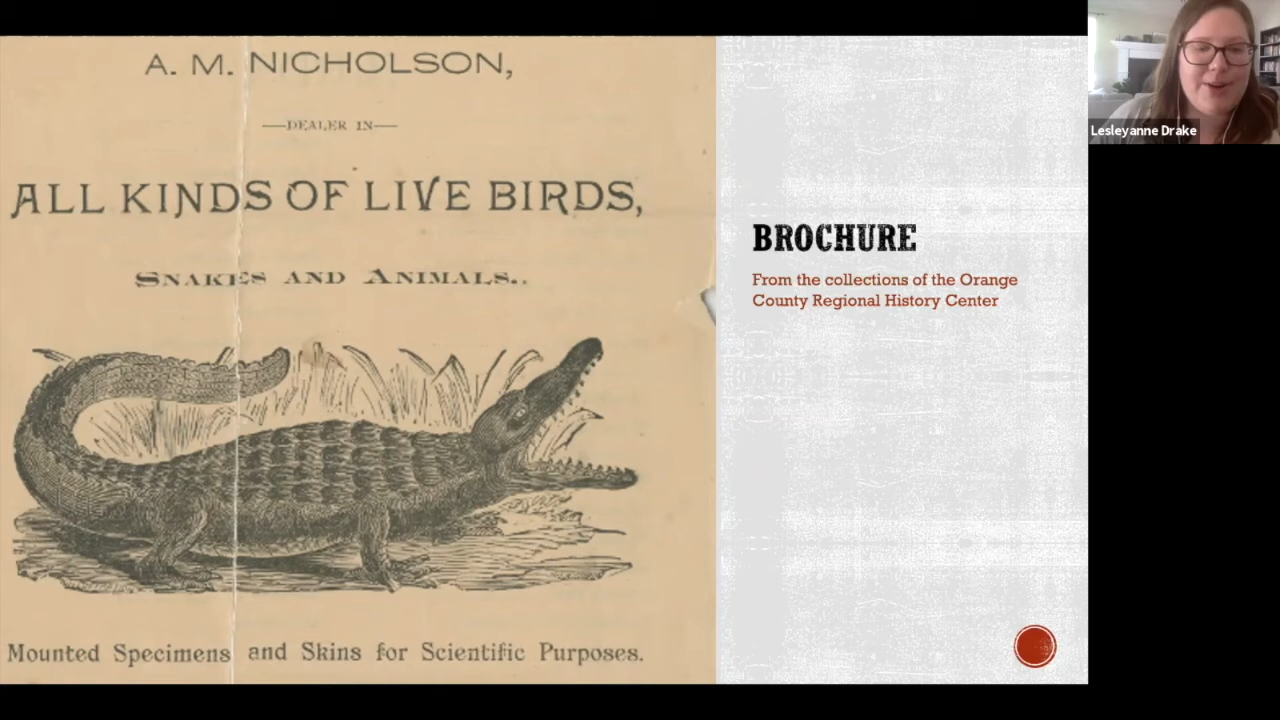 A. M. NICHOLSON,
—DEALER IN—
ALL KINDS OF LIVE BIRDS,
SNAKES AND ANIMALS..
Mounted Specimens and Skins for Scientific Purposes.
BROCHURE
From the collections of the Orange
County Regional History Center
Lesleyanne Drake